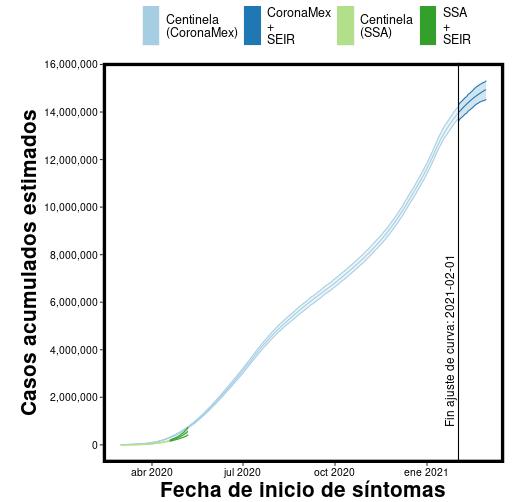 Centinela
(CoronaMex)
CoronaMex
+
SEIR
Centinela
(SSA)
SSA
+
SEIR
Casos acumulados estimados
16,000,000
14,000,000
12,000,000
10,000,000
8,000,000
6,000,000
4,000,000
2,000,000
0
Fin ajuste de curva: 2021-02-01
abr 2020
jul 2020
oct 2020
ene 2021
Fecha de inicio de síntomas